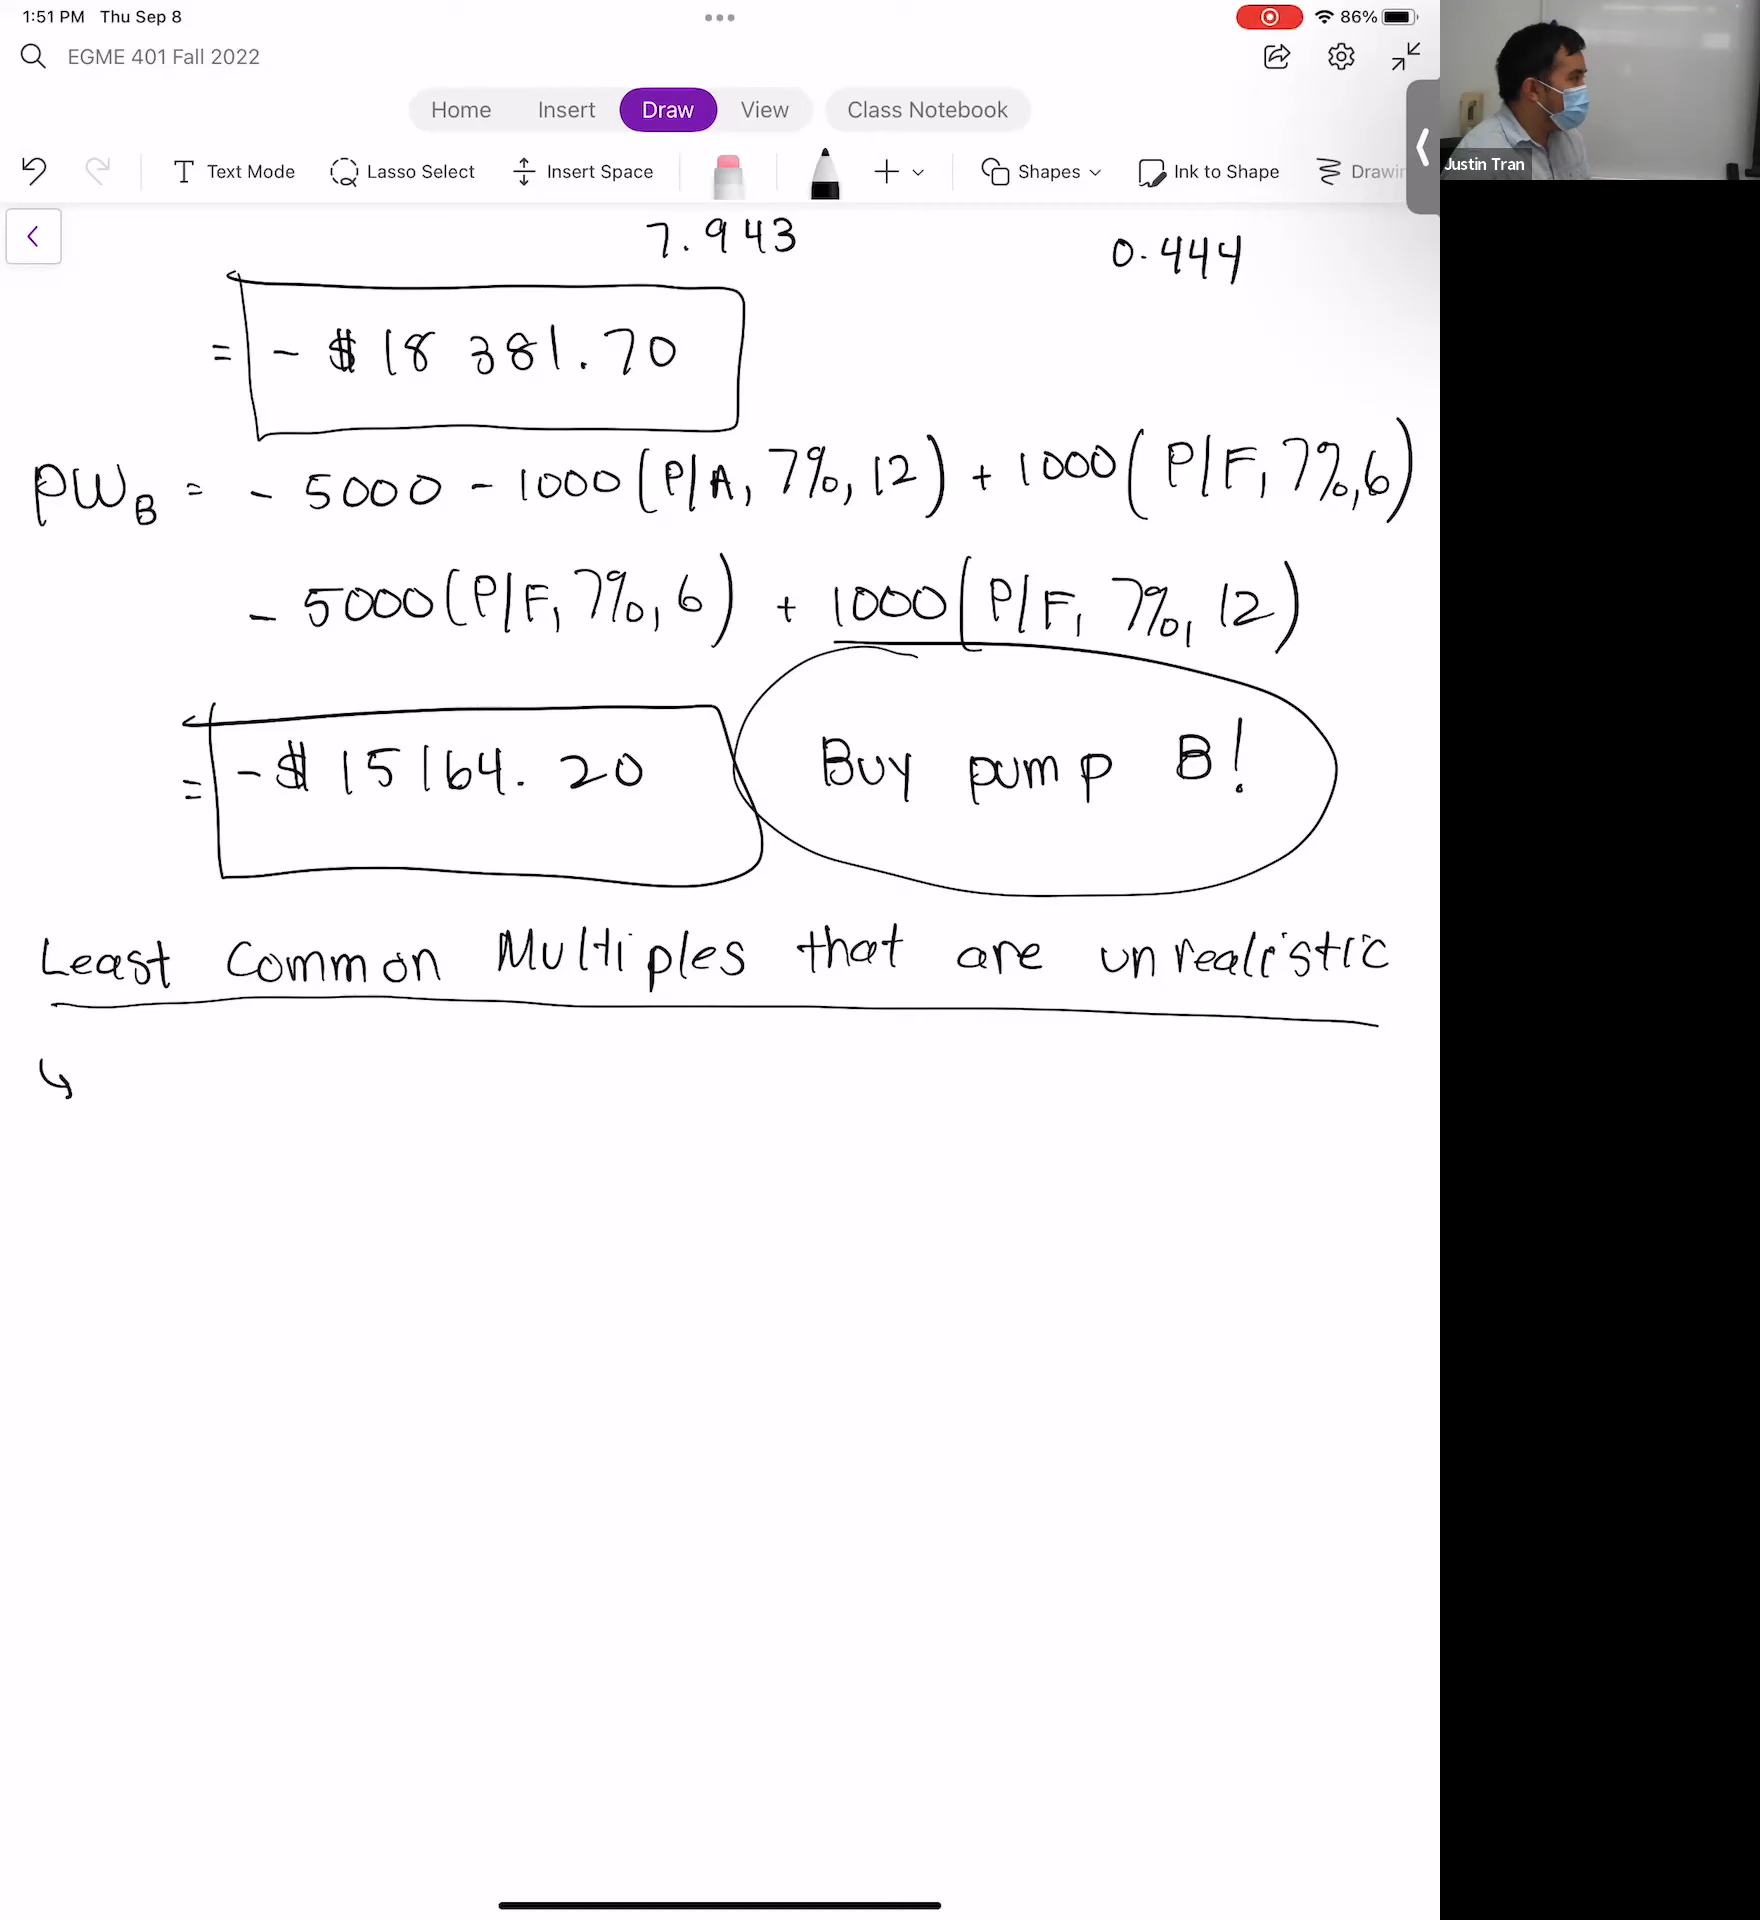 1:51 PM Thu Sep 8
86%
EGME 401 Fall 2022
Home Insert Draw View Class Notebook
Text Mode Lasso Select Insert Space Shapes Ink to Shape Drawin
Justin Tran
7.943 0.444
= - $18 381.70
PWB = - 5000 - 1000(P/A, 7%, 12) + 1000(P/F, 7%, 6)
- 5000(P/F, 7%, 6) + 1000(P/F, 7%, 12)
= - $15164.20 Buy pump B!
Least Common Multiples that are unrealistic
↳